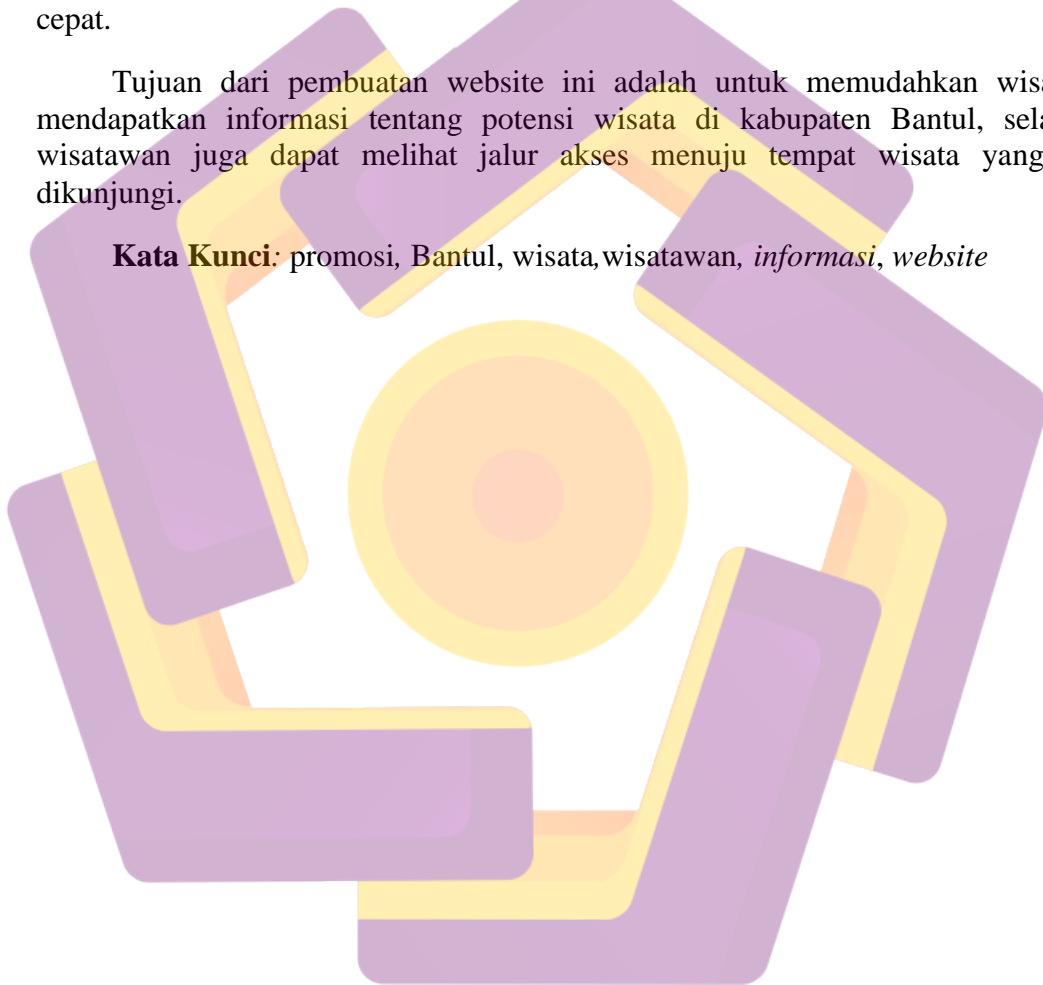 cepat.
Tujuan dari pembuatan website ini adalah untuk memudahkan wisa
mendapatkan informasi tentang potensi wisata di kabupaten Bantul, sela
wisatawan juga dapat melihat jalur akses menuju tempat wisata yang
dikunjungi.
Kata Kunci: promosi, Bantul, wisata,wisatawan, informasi, website